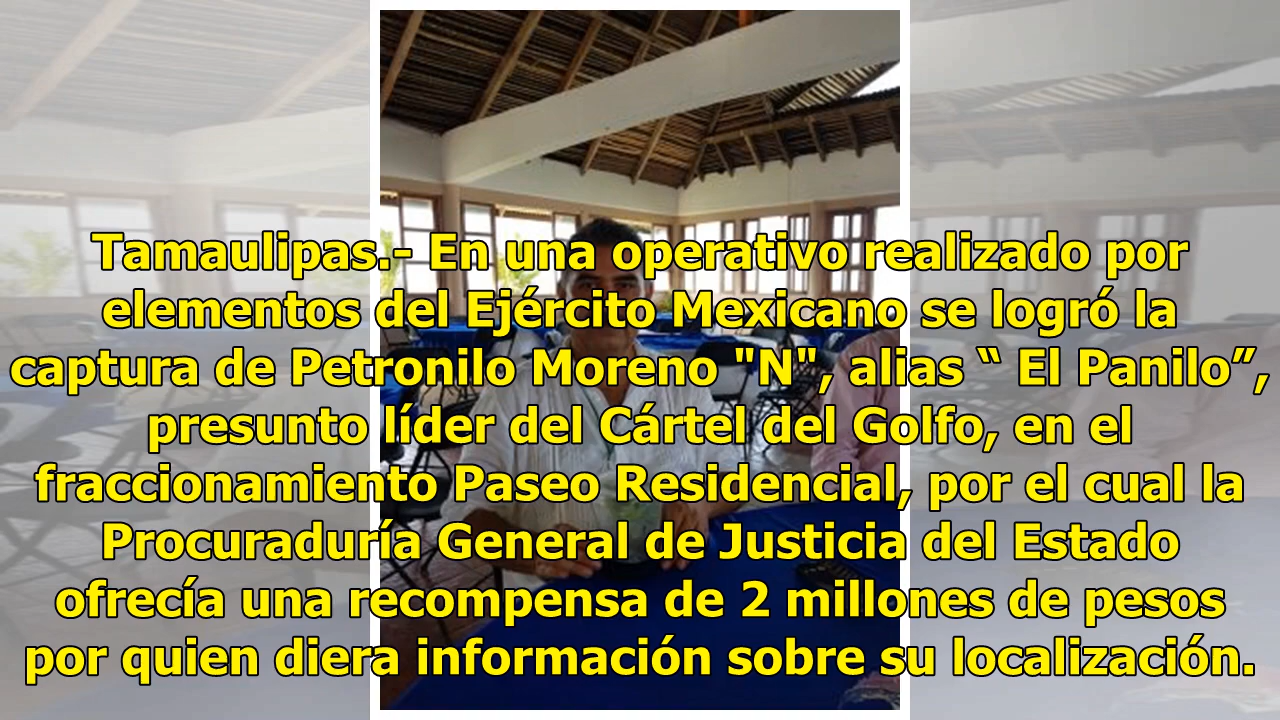 Tamaulipas.- En una operativo realizado por
elementos del Ejército Mexicano se logró la
captura de Petronilo Moreno "N", alias “ El Panilo”,
presunto líder del Cártel del Golfo, en el
fraccionamiento Paseo Residencial, por el cual la
Procuraduría General de Justicia del Estado
ofrecía una recompensa de 2 millones de pesos
por quien diera información sobre su localización.